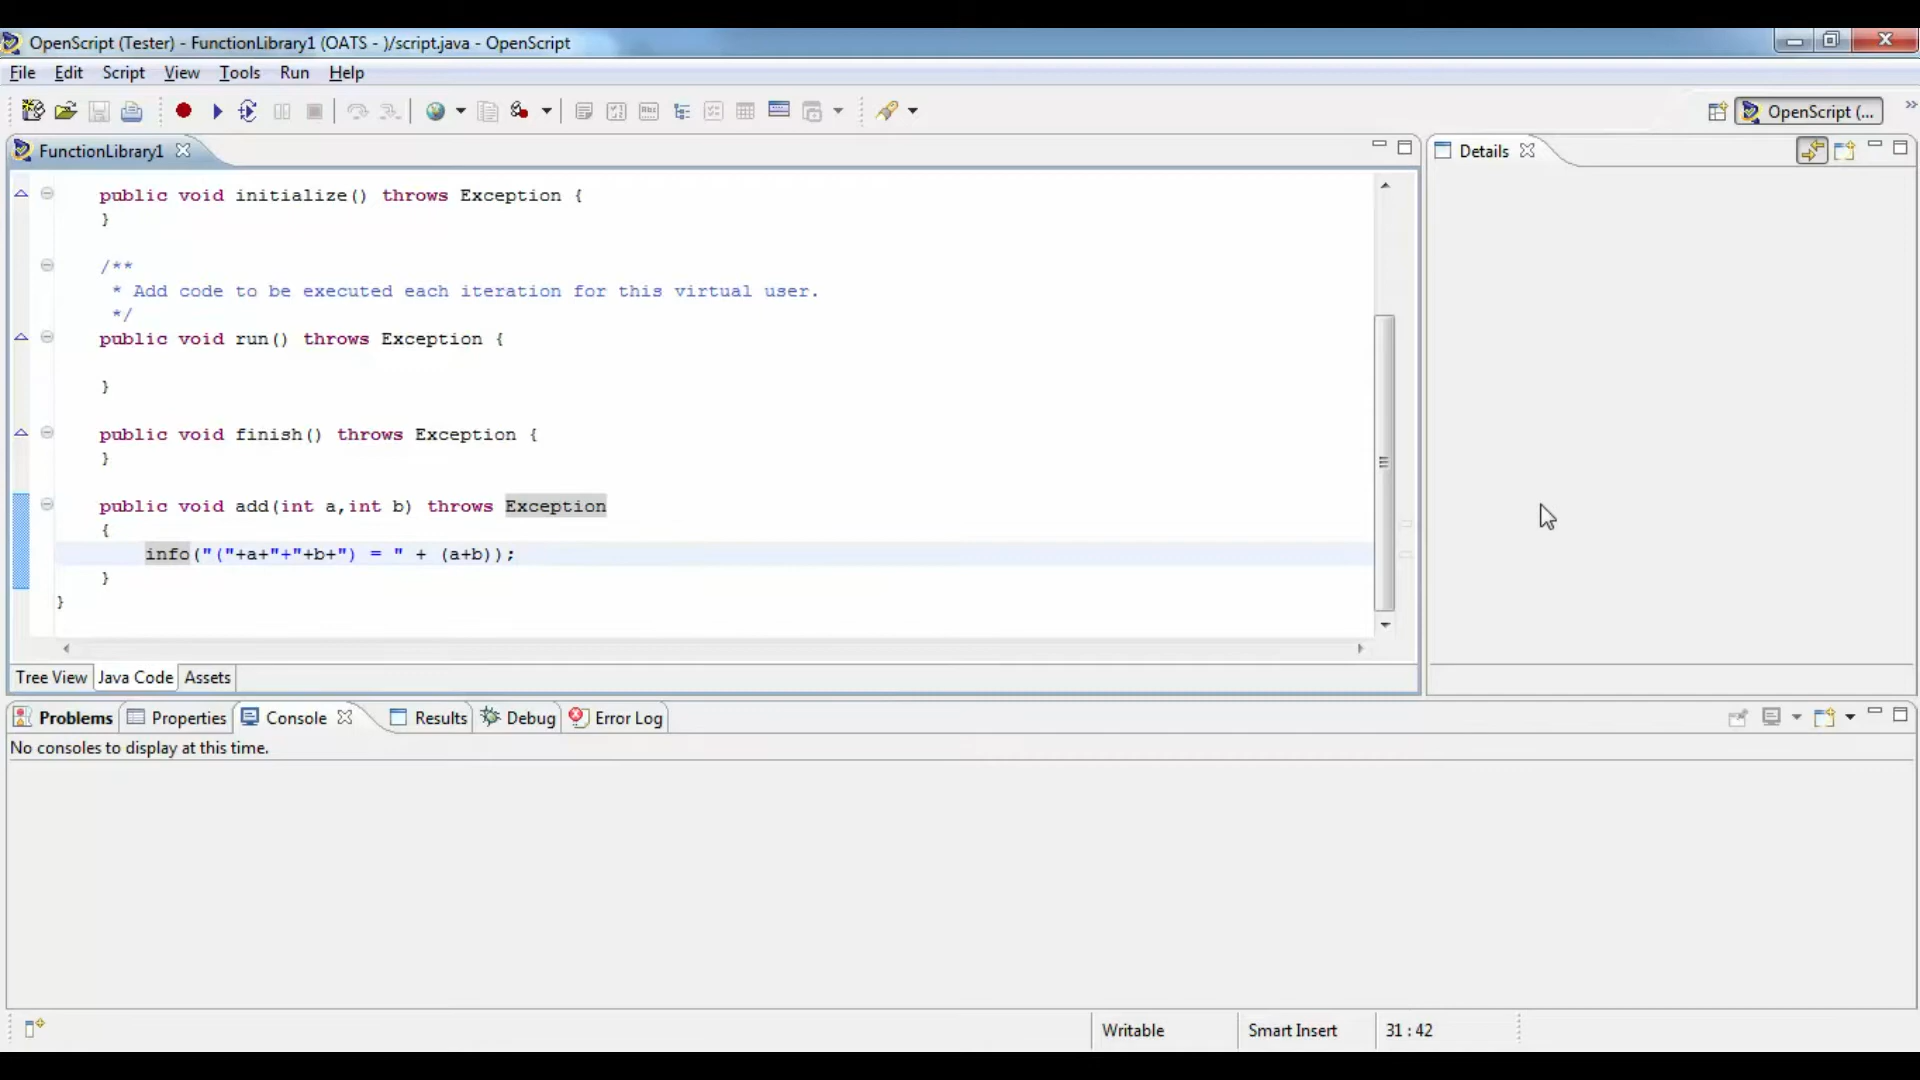 OpenScript (Tester) - FunctionLibrary1 (OATS - )/script.java - OpenScript
File Edit Script View Tools Run Help
OpenScript (...
FunctionLibrary1
Details
public void initialize() throws Exception {
}
/**
* Add code to be executed each iteration for this virtual user.
*/
public void run() throws Exception {
}
public void finish() throws Exception {
}
public void add(int a,int b) throws Exception
{
info("("+a+"+"+b+") = " + (a+b));
}
}
Tree View Java Code Assets
Problems Properties Console Results Debug Error Log
No consoles to display at this time.
Writable Smart Insert 31 : 42